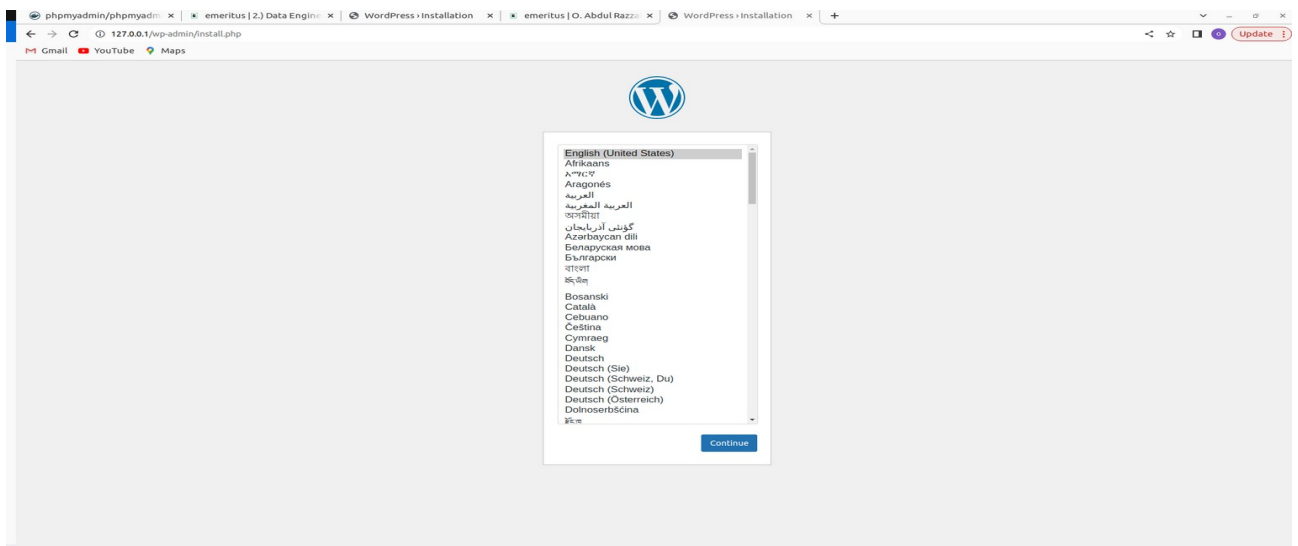 phpmyadmin/phpmyadm
emeritus | 2.) Data Engine
WordPress › Installation
emeritus | O. Abdul Razza
WordPress › Installation
127.0.0.1/wp-admin/install.php
Update
Gmail
YouTube
Maps
English (United States)
Afrikaans
አማርኛ
Aragonés
العربية
العربية المغربية
অসমীয়া
گؤنئی آذربایجان
Azərbaycan dili
Беларуская мова
Български
বাংলা
བོད་ཡིག
Bosanski
Català
Cebuano
Čeština
Cymraeg
Dansk
Deutsch
Deutsch (Sie)
Deutsch (Schweiz, Du)
Deutsch (Schweiz)
Deutsch (Österreich)
Dolnoserbšćina
Continue